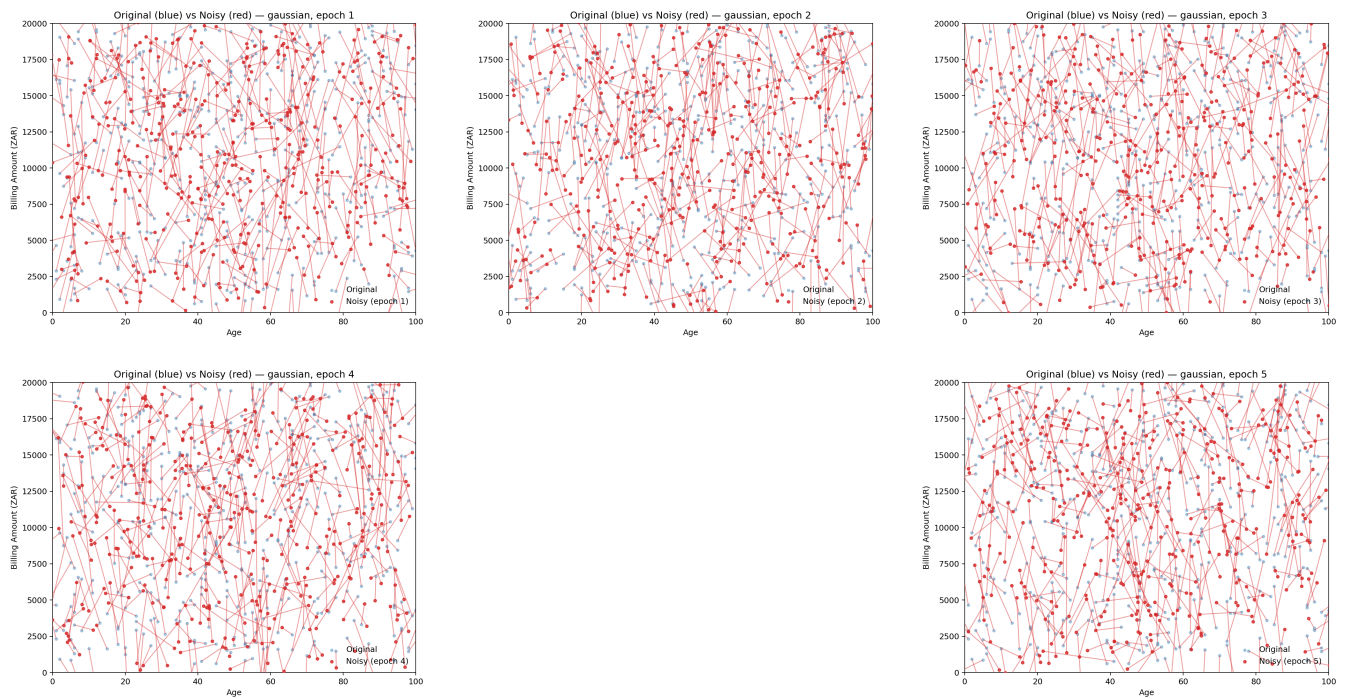 Original (blue) vs Noisy (red) — gaussian, epoch 1
20000
17500
15000
12500
10000
7500
5000
2500
0
Billing Amount (ZAR)
Original
Noisy (epoch 1)
0 20 40 60 80 100
Age
Original (blue) vs Noisy (red) — gaussian, epoch 2
20000
17500
15000
12500
10000
7500
5000
2500
0
Billing Amount (ZAR)
Original
Noisy (epoch 2)
0 20 40 60 80 100
Age
Original (blue) vs Noisy (red) — gaussian, epoch 3
20000
17500
15000
12500
10000
7500
5000
2500
0
Billing Amount (ZAR)
Original
Noisy (epoch 3)
0 20 40 60 80 100
Age
Original (blue) vs Noisy (red) — gaussian, epoch 4
20000
17500
15000
12500
10000
7500
5000
2500
0
Billing Amount (ZAR)
Original
Noisy (epoch 4)
0 20 40 60 80 100
Age
Original (blue) vs Noisy (red) — gaussian, epoch 5
20000
17500
15000
12500
10000
7500
5000
2500
0
Billing Amount (ZAR)
Original
Noisy (epoch 5)
0 20 40 60 80 100
Age